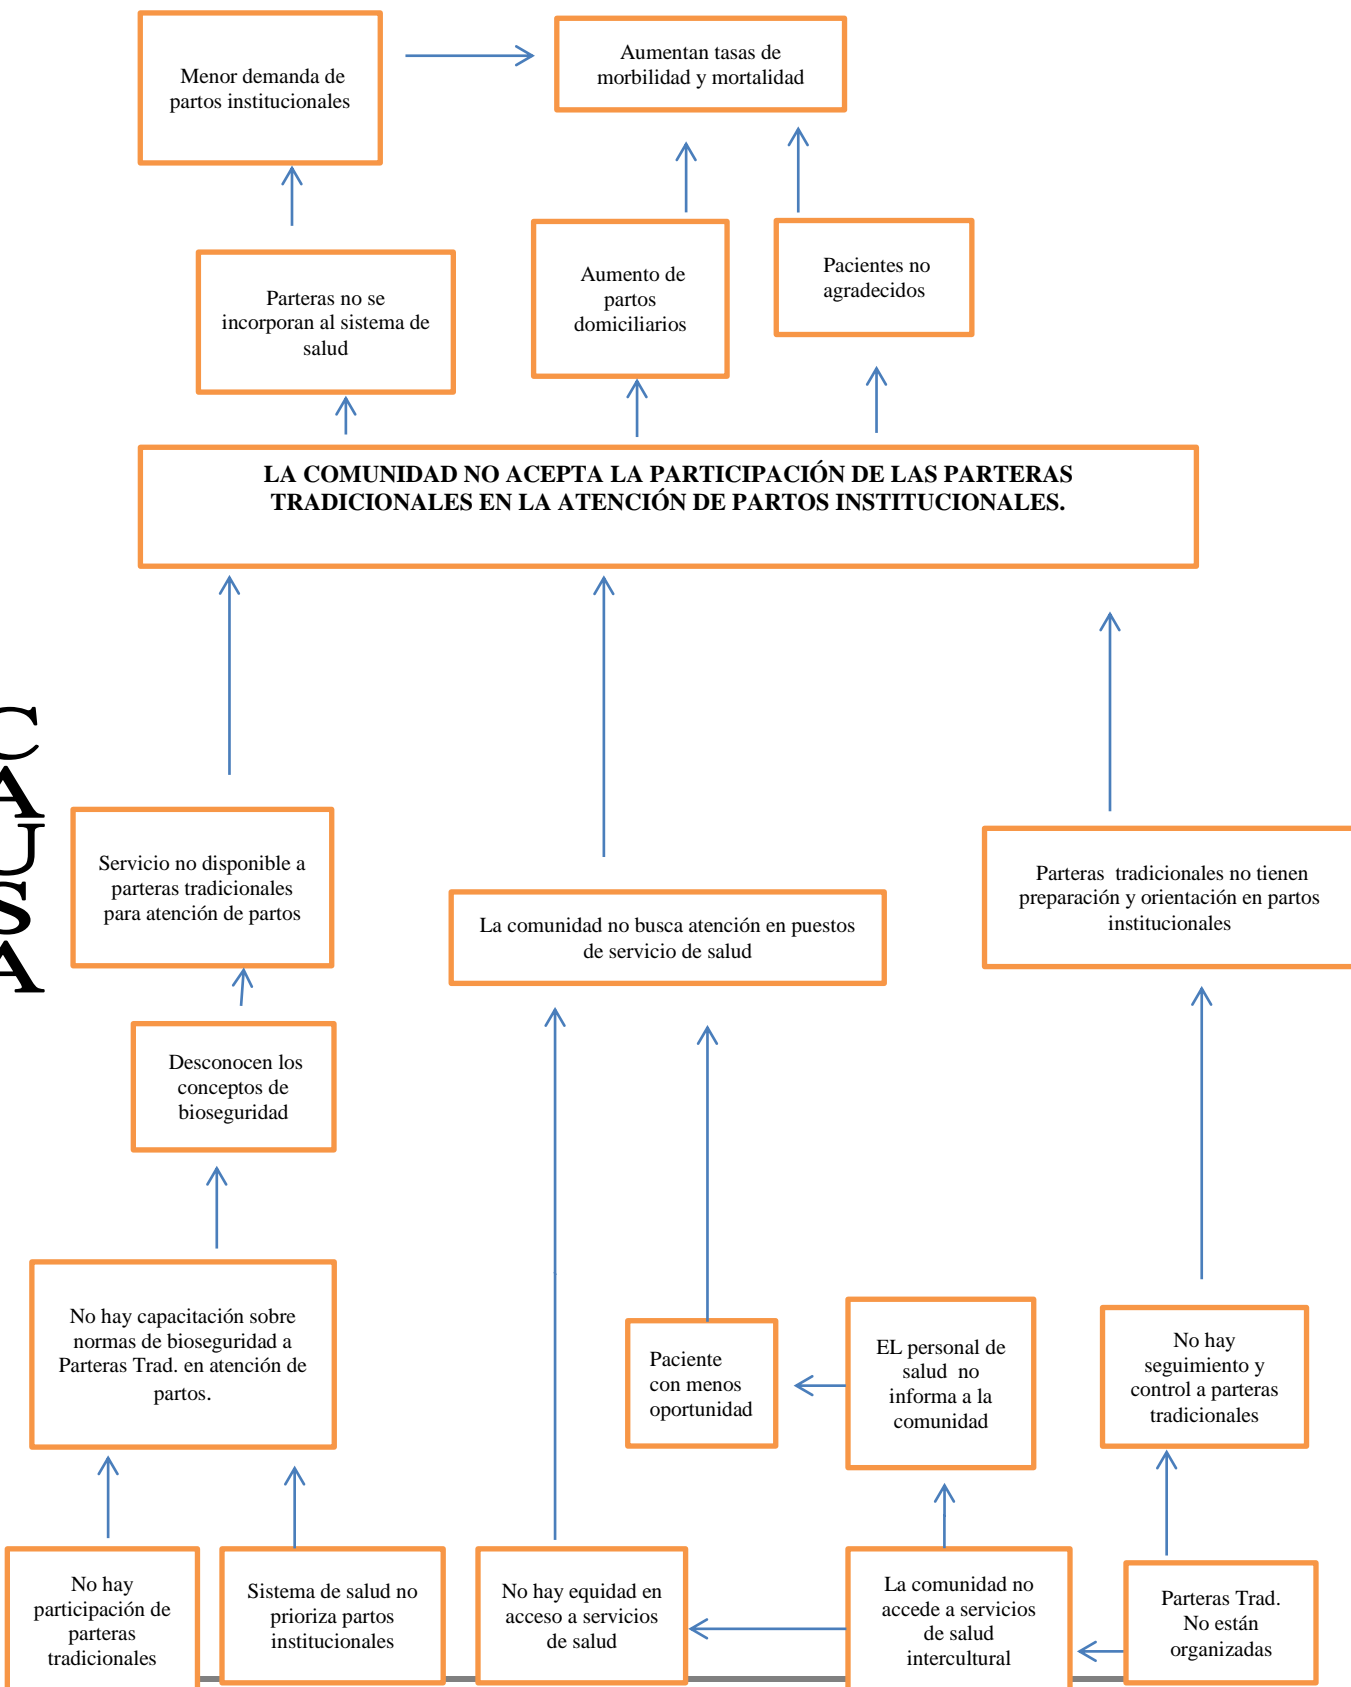 Menor demanda de
partos institucionales
Aumentan tasas de
morbilidad y mortalidad
Parteras no se
incorporan al sistema de
salud
Aumento de
partos
domiciliarios
Pacientes no
agradecidos
LA COMUNIDAD NO ACEPTA LA PARTICIPACIÓN DE LAS PARTERAS
TRADICIONALES EN LA ATENCIÓN DE PARTOS INSTITUCIONALES.
C
A
U
S
A
Servicio no disponible a
parteras tradicionales
para atención de partos
La comunidad no busca atención en puestos
de servicio de salud
Parteras  tradicionales no tienen
preparación y orientación en partos
institucionales
Desconocen los
conceptos de
bioseguridad
No hay capacitación sobre
normas de bioseguridad a
Parteras Trad. en atención de
partos.
Paciente
con menos
oportunidad
EL personal de
salud  no
informa a la
comunidad
No hay
seguimiento y
control a parteras
tradicionales
No hay
participación de
parteras
tradicionales
Sistema de salud no
prioriza partos
institucionales
No hay equidad en
acceso a servicios
de salud
La comunidad no
accede a servicios
de salud
intercultural
Parteras Trad.
No están
organizadas